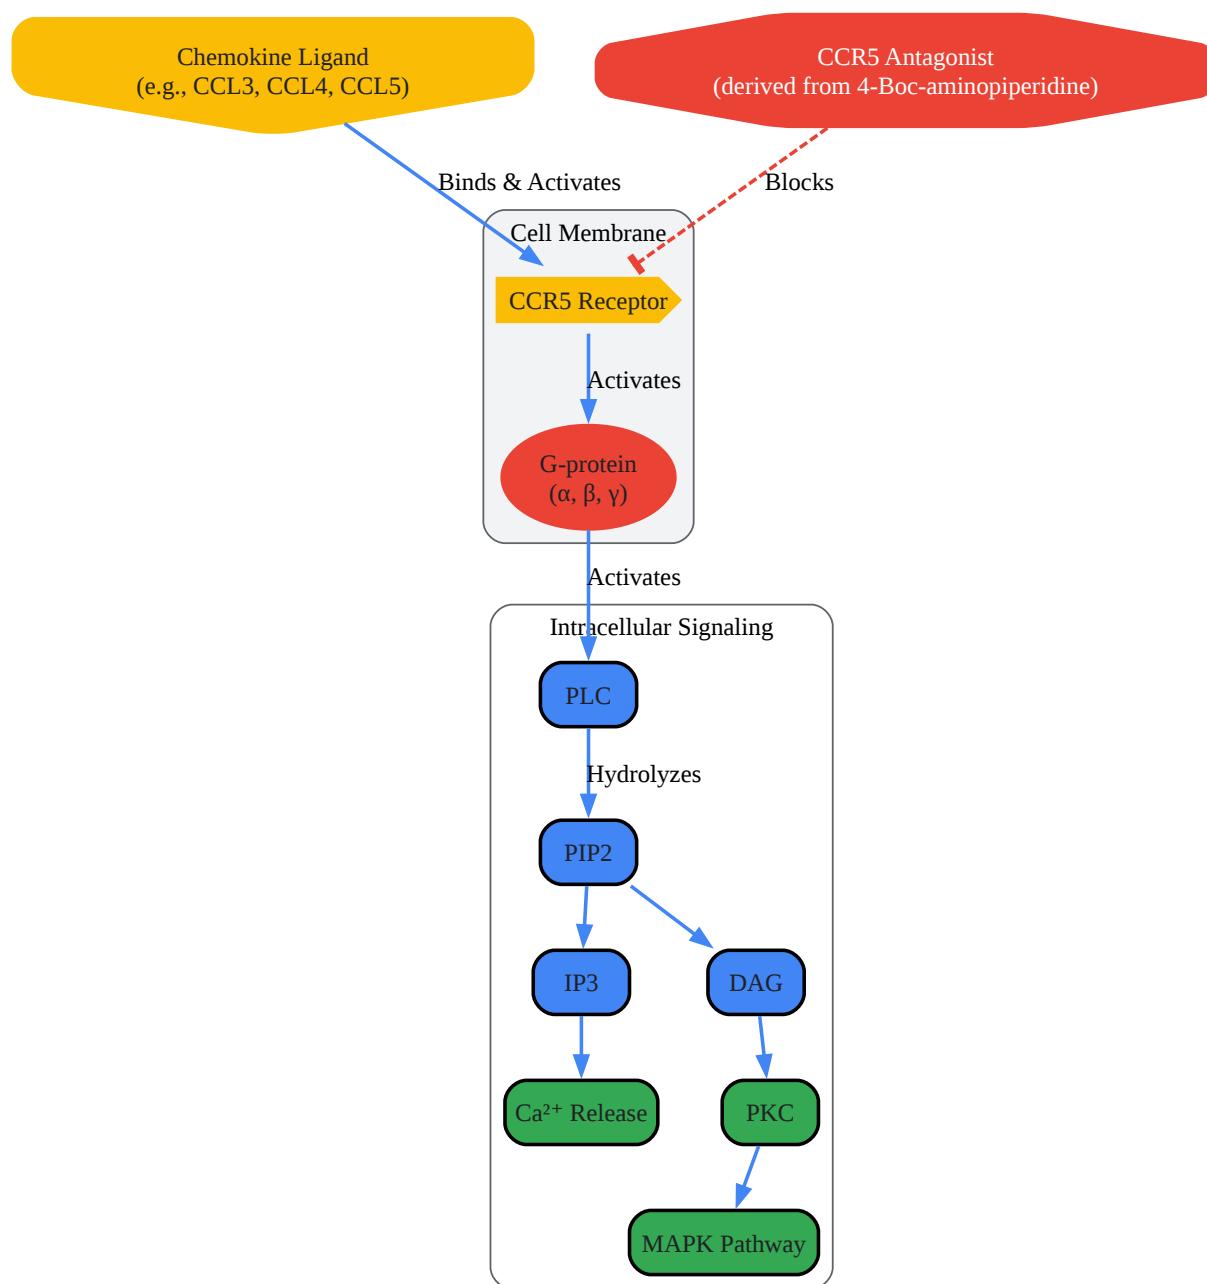 Chemokine Ligand
(e.g., CCL3, CCL4, CCL5)
CCR5 Antagonist
(derived from 4-Boc-aminopiperidine)
Binds & Activates
Blocks
Cell Membrane
CCR5 Receptor
Activates
G-protein
(α, β, γ)
Activates
Intracellular Signaling
PLC
Hydrolyzes
PIP2
IP3
DAG
Ca²⁺ Release
PKC
MAPK Pathway